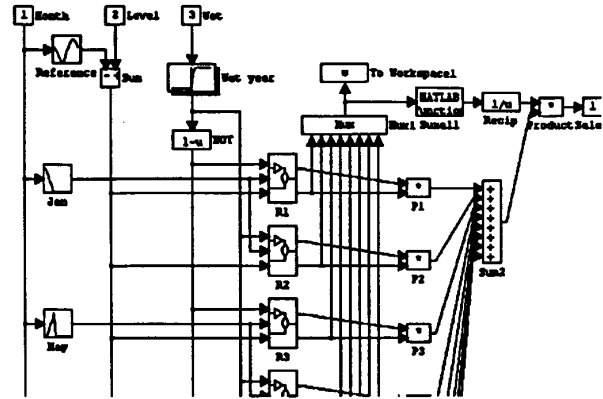 1 Month
2 Level
3 Wet
Reference
- +
Sum
Wet year
1-u
NOT
w
To Workspace1
Mux
Mux1
MATLAB
Function
Sumall
1/u
Recip
*
Product
1
Sele
Jan
R1
*
P1
R2
*
P2
+
+
+
+
+
+
+
+
Sum2
May
R3
*
P3